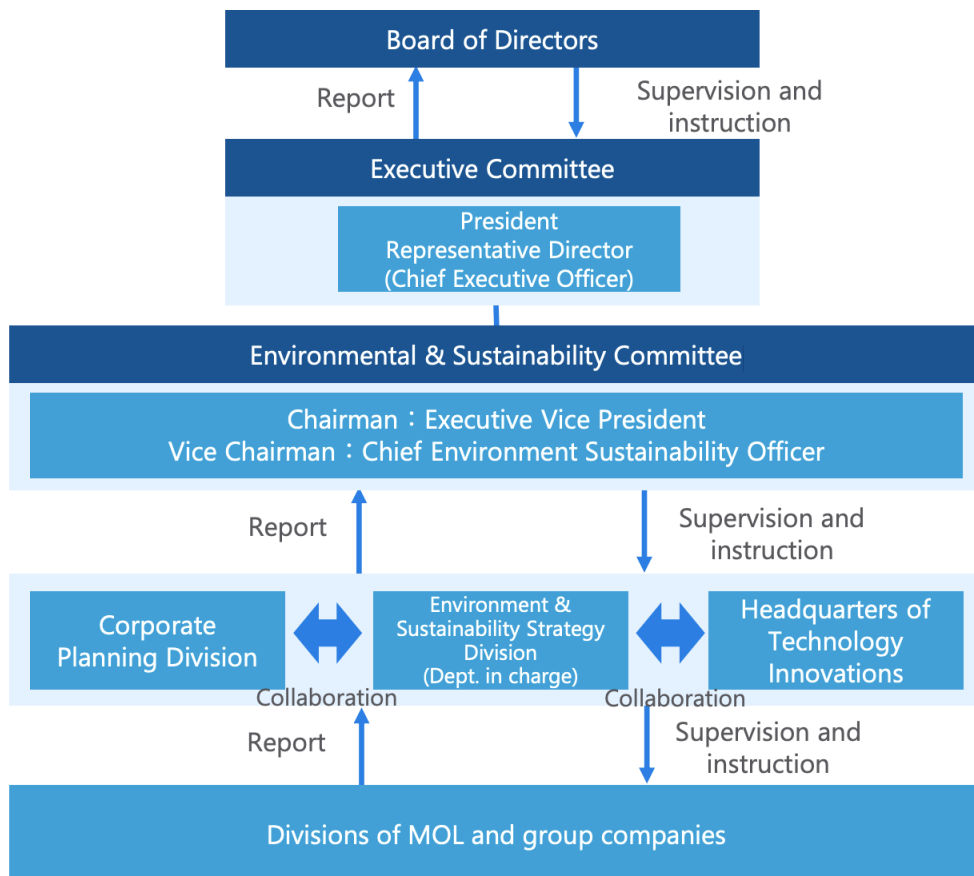 Board of Directors
Report
Supervision and
instruction
Executive Committee
President
Representative Director
(Chief Executive Officer)
Environmental & Sustainability Committee
Chairman：Executive Vice President
Vice Chairman：Chief Environment Sustainability Officer
Report
Supervision and
instruction
Corporate
Planning Division
Collaboration
Environment &
Sustainability Strategy
Division
(Dept. in charge)
Collaboration
Headquarters of
Technology
Innovations
Report
Supervision and
instruction
Divisions of MOL and group companies